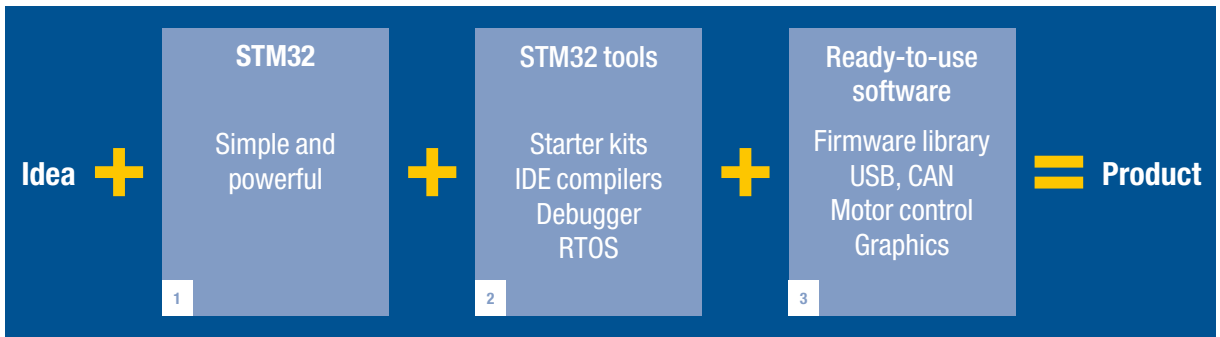 Idea
+
STM32
Simple and
powerful
1
+
STM32 tools
Starter kits
IDE compilers
Debugger
RTOS
2
+
Ready-to-use
software
Firmware library
USB, CAN
Motor control
Graphics
3
=
Product